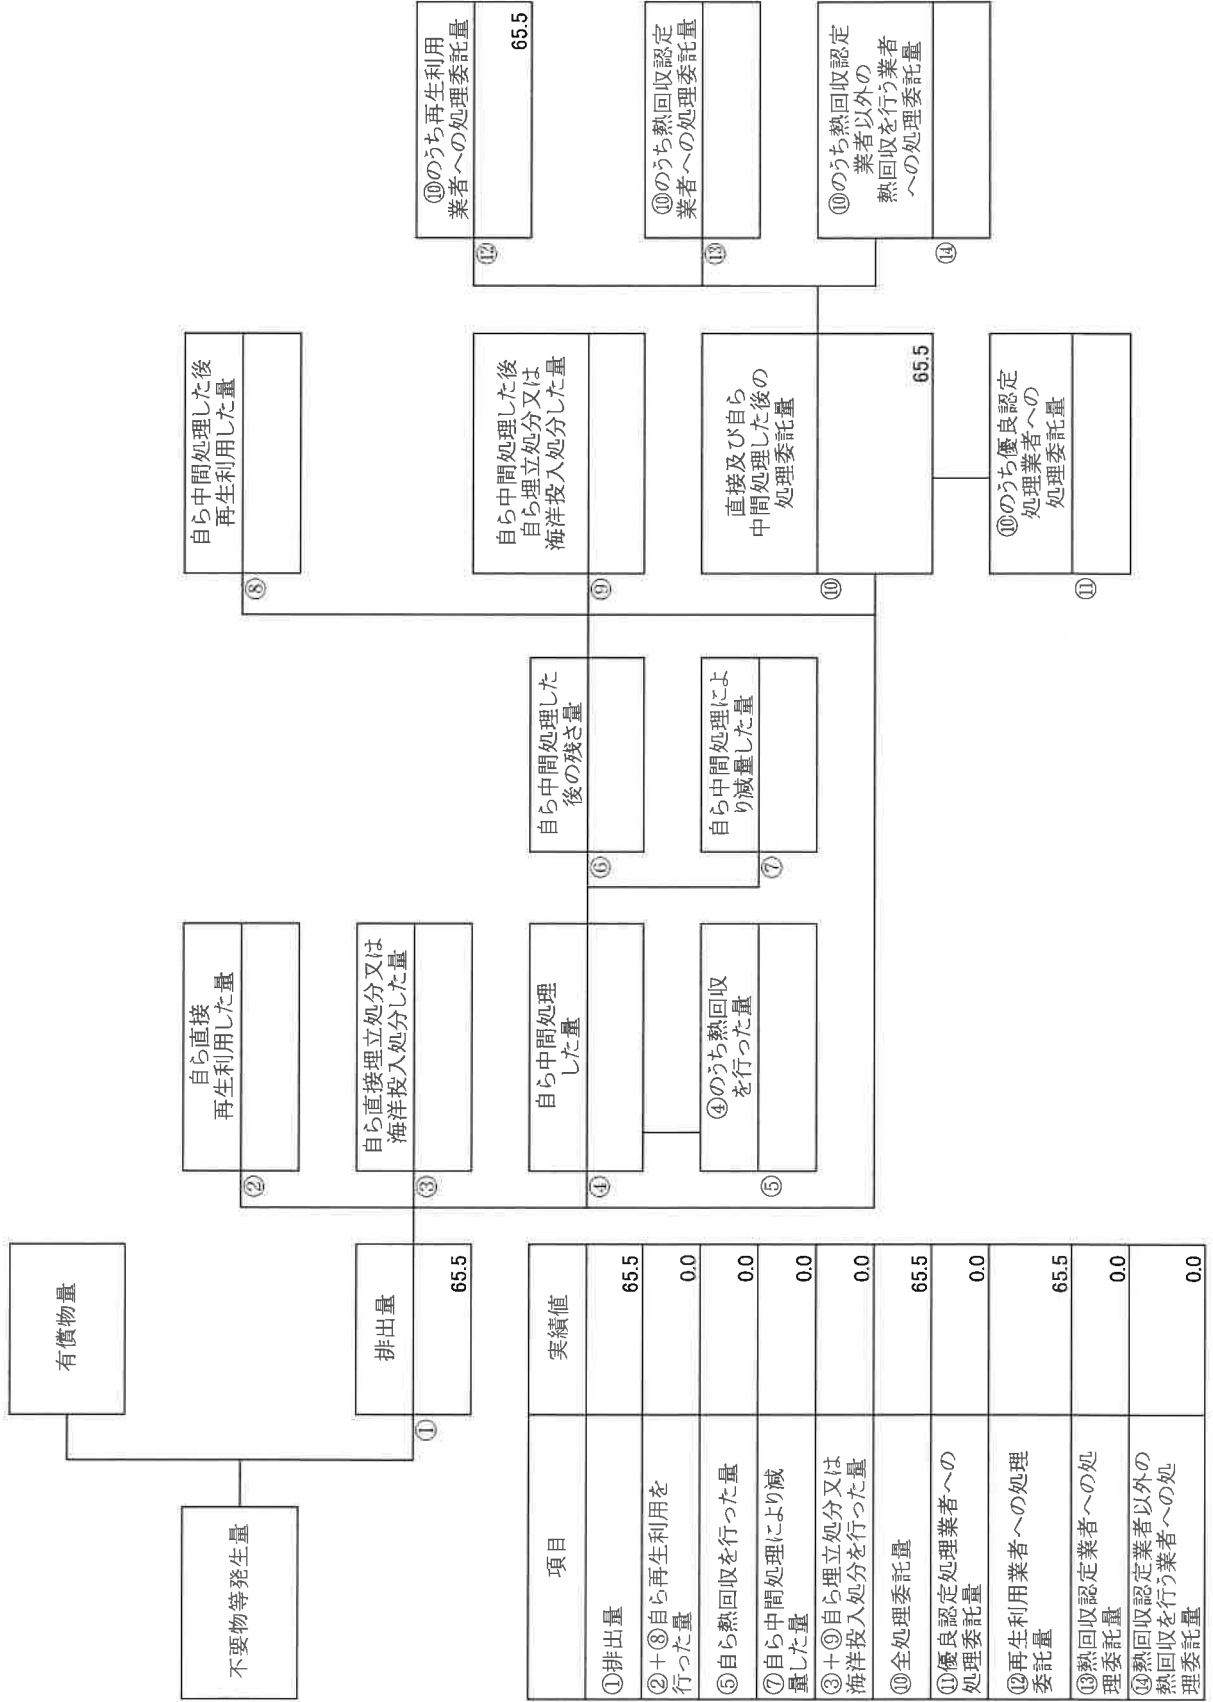 不要物等発生量
有償物量
排出量
①
65.5
自ら直接
再生利用した量
②
自ら直接埋立処分又は
海洋投入処分した量
③
自ら中間処理
した量
④
④のうち熱回収
を行った量
⑤
自ら中間処理した
後の残さ量
⑥
自ら中間処理によ
り減量した量
⑦
自ら中間処理した後
再生利用した量
⑧
自ら中間処理した後
自ら埋立処分又は
海洋投入処分した量
⑨
直接及び自ら
中間処理した後の
処理委託量
⑩
65.5
⑩のうち優良認定
処理業者への
処理委託量
⑪
⑩のうち再生利用
業者への処理委託量
⑫
65.5
⑩のうち熱回収認定
業者への処理委託量
⑬
⑩のうち熱回収認定
業者以外の
熱回収を行う業者
への処理委託量
⑭
項目 実績値
①排出量 65.5
②+⑧自ら再生利用を
行った量 0.0
⑤自ら熱回収を行った量 0.0
⑦自ら中間処理により減
量した量 0.0
③+⑨自ら埋立処分又は
海洋投入処分を行った量 0.0
⑩全処理委託量 65.5
⑪優良認定処理業者への
処理委託量 0.0
⑫再生利用業者への処理
委託量 65.5
⑬熱回収認定業者への処
理委託量 0.0
⑭熱回収認定業者以外の
熱回収を行う業者への処
理委託量 0.0